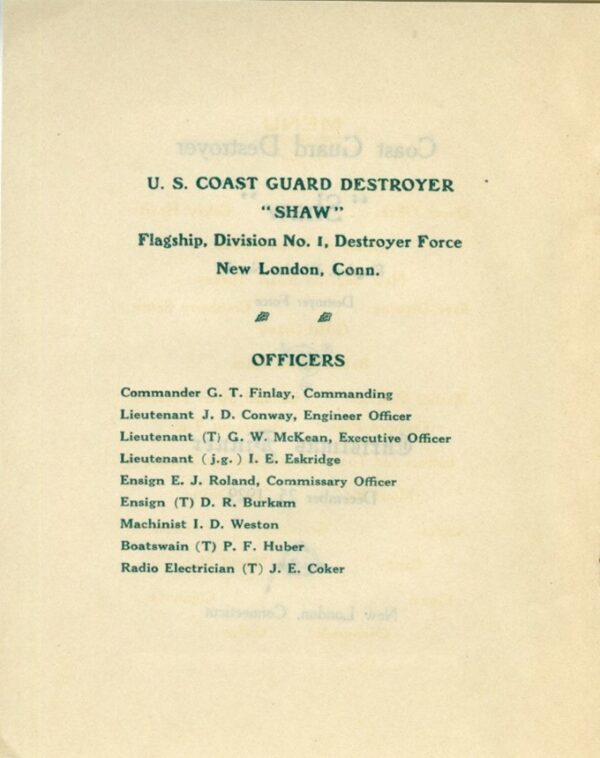 U. S. COAST GUARD DESTROYER
"SHAW"
Flagship, Division No. 1, Destroyer Force
New London, Conn.
OFFICERS
Commander G. T. Finlay, Commanding
Lieutenant J. D. Conway, Engineer Officer
Lieutenant (T) G. W. McKean, Executive Officer
Lieutenant (j.g.) I. E. Eskridge
Ensign E. J. Roland, Commissary Officer
Ensign (T) D. R. Burkam
Machinist I. D. Weston
Boatswain (T) P. F. Huber
Radio Electrician (T) J. E. Coker